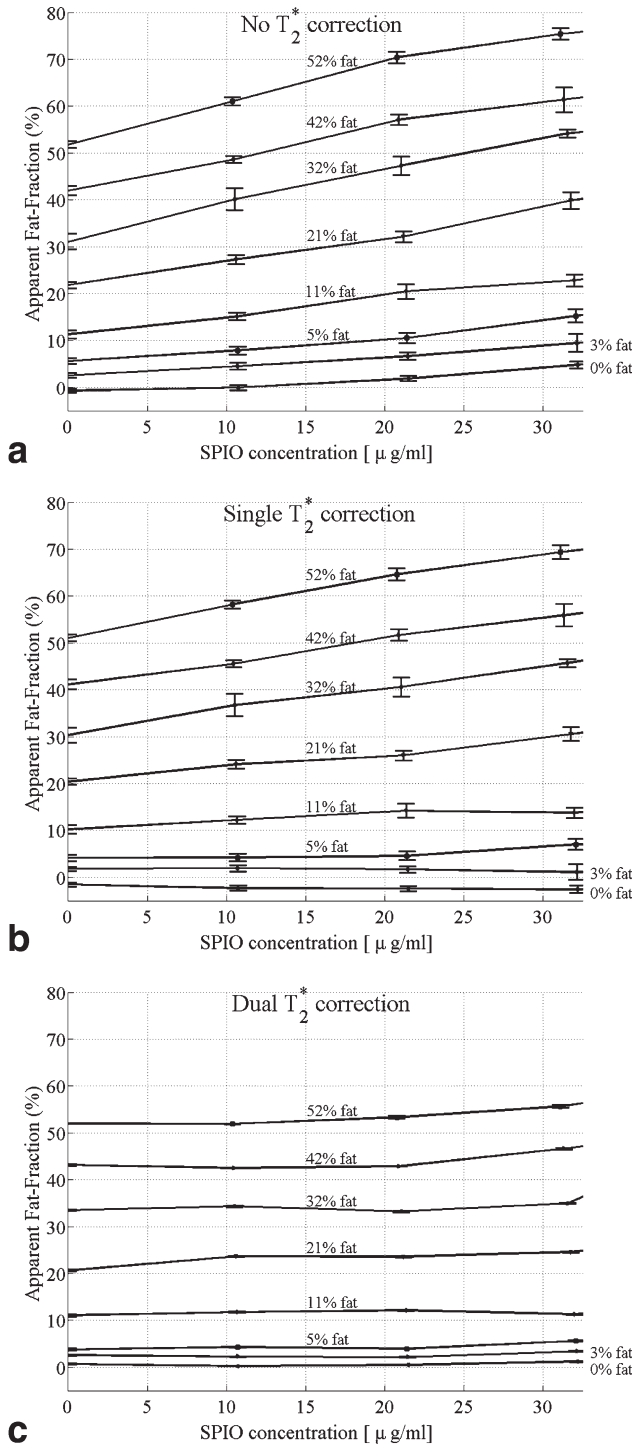 No T2* correction
80
70
60
50
40
30
20
10
0
Apparent Fat-Fraction (%)
52% fat
42% fat
32% fat
21% fat
11% fat
5% fat
3% fat
0% fat
0 5 10 15 20 25 30
SPIO concentration [ μ g/ml]
a
Single T2* correction
80
70
60
50
40
30
20
10
0
Apparent Fat-Fraction (%)
52% fat
42% fat
32% fat
21% fat
11% fat
5% fat
3% fat
0% fat
0 5 10 15 20 25 30
SPIO concentration [ μ g/ml]
b
Dual T2* correction
80
70
60
50
40
30
20
10
0
Apparent Fat-Fraction (%)
52% fat
42% fat
32% fat
21% fat
11% fat
5% fat
3% fat
0% fat
0 5 10 15 20 25 30
SPIO concentration [ μ g/ml]
c